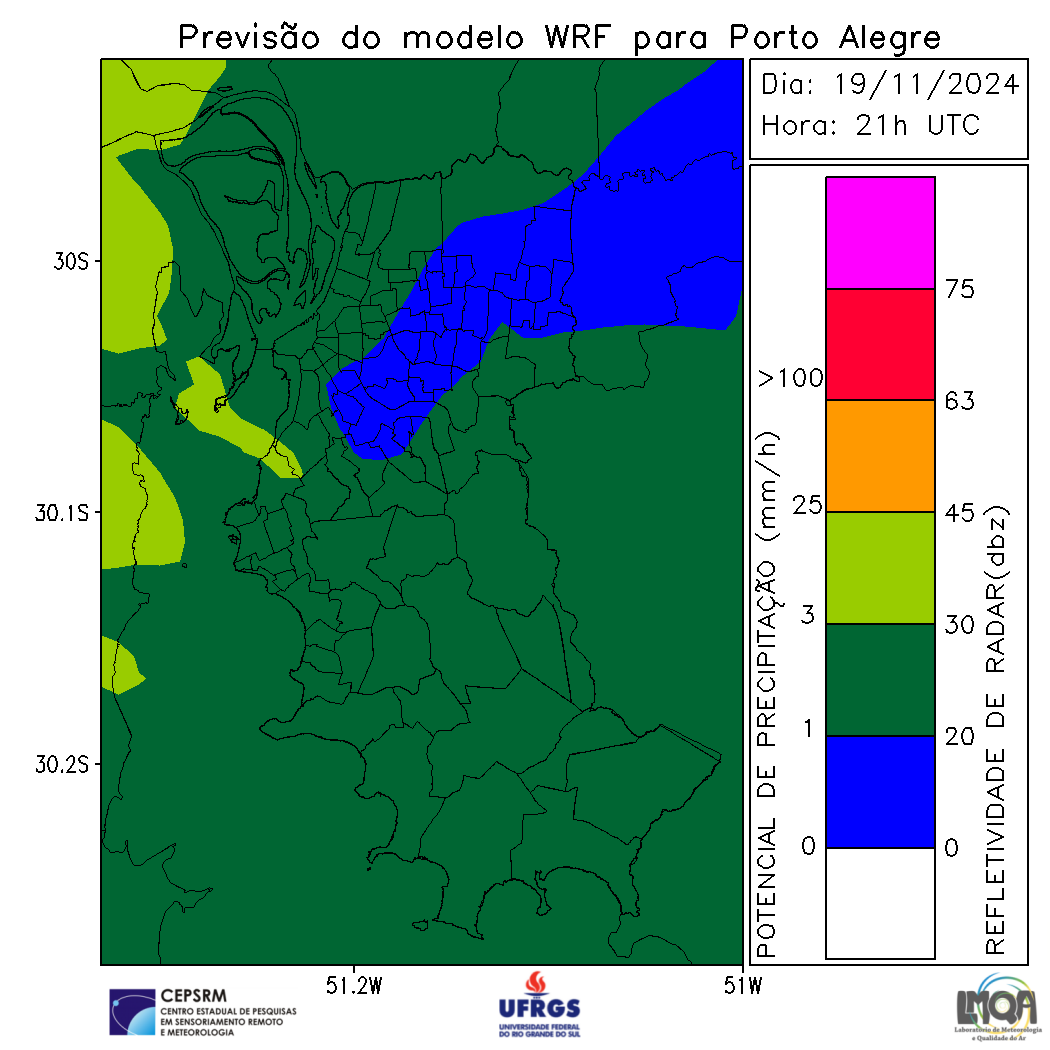 Previsão do modelo WRF para Porto Alegre
Dia: 19/11/2024
Hora: 21h UTC
30S
30.1S
30.2S
51.2W
51W
POTENCIAL DE PRECIPITAÇÃO (mm/h)
>100
25
3
1
0
75
63
45
30
20
0
REFLETIVIDADE DE RADAR(dbz)
CEPSRM
CENTRO ESTADUAL DE PESQUISAS
EM SENSORIAMENTO REMOTO
E METEOROLOGIA
UFRGS
UNIVERSIDADE FEDERAL
DO RIO GRANDE DO SUL
LMQA
Laboratório de Meteorologia
e Qualidade do Ar